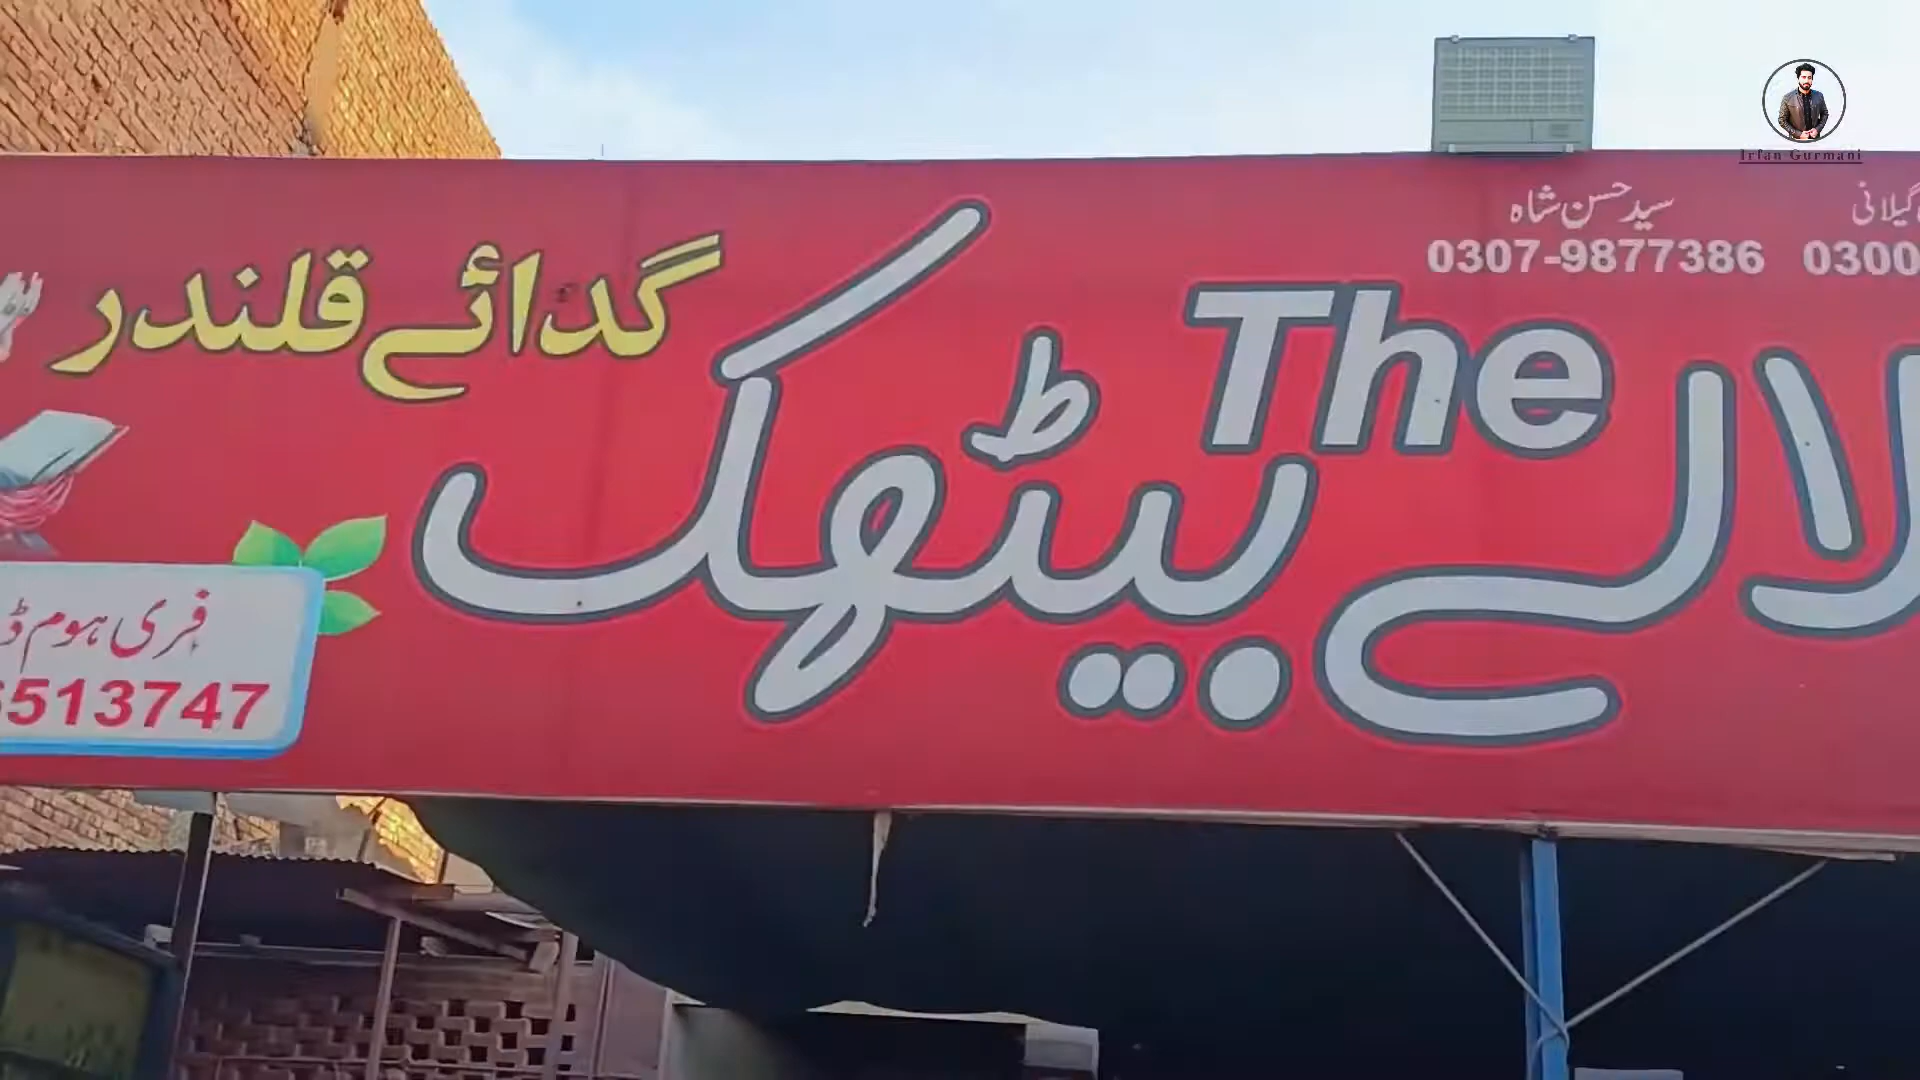 Irfan Gurmani
سید حسن شاہ گیلانی
0307-9877386 0300
گدائے قلندر
The
لالے بیٹھک
فری ہوم
513747